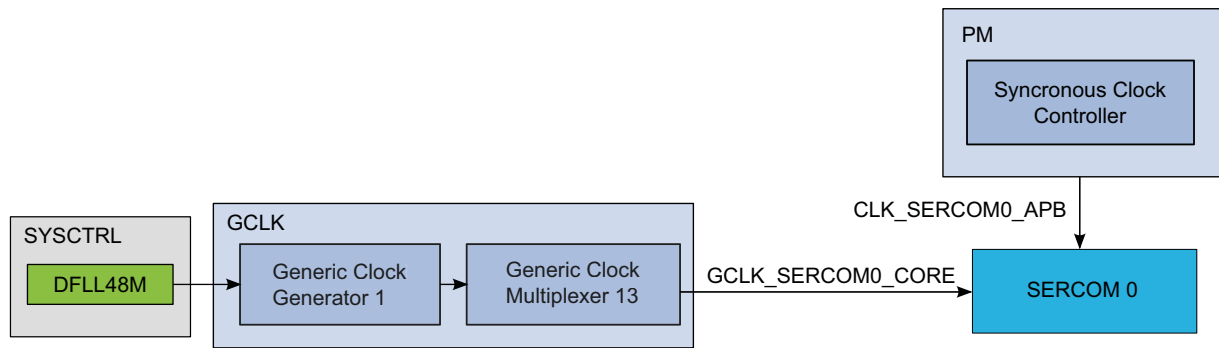 PM
Syncronous Clock
Controller
CLK_SERCOM0_APB
GCLK
SYSCTRL
DFLL48M
Generic Clock
Generator 1
Generic Clock
Multiplexer 13
GCLK_SERCOM0_CORE
SERCOM 0